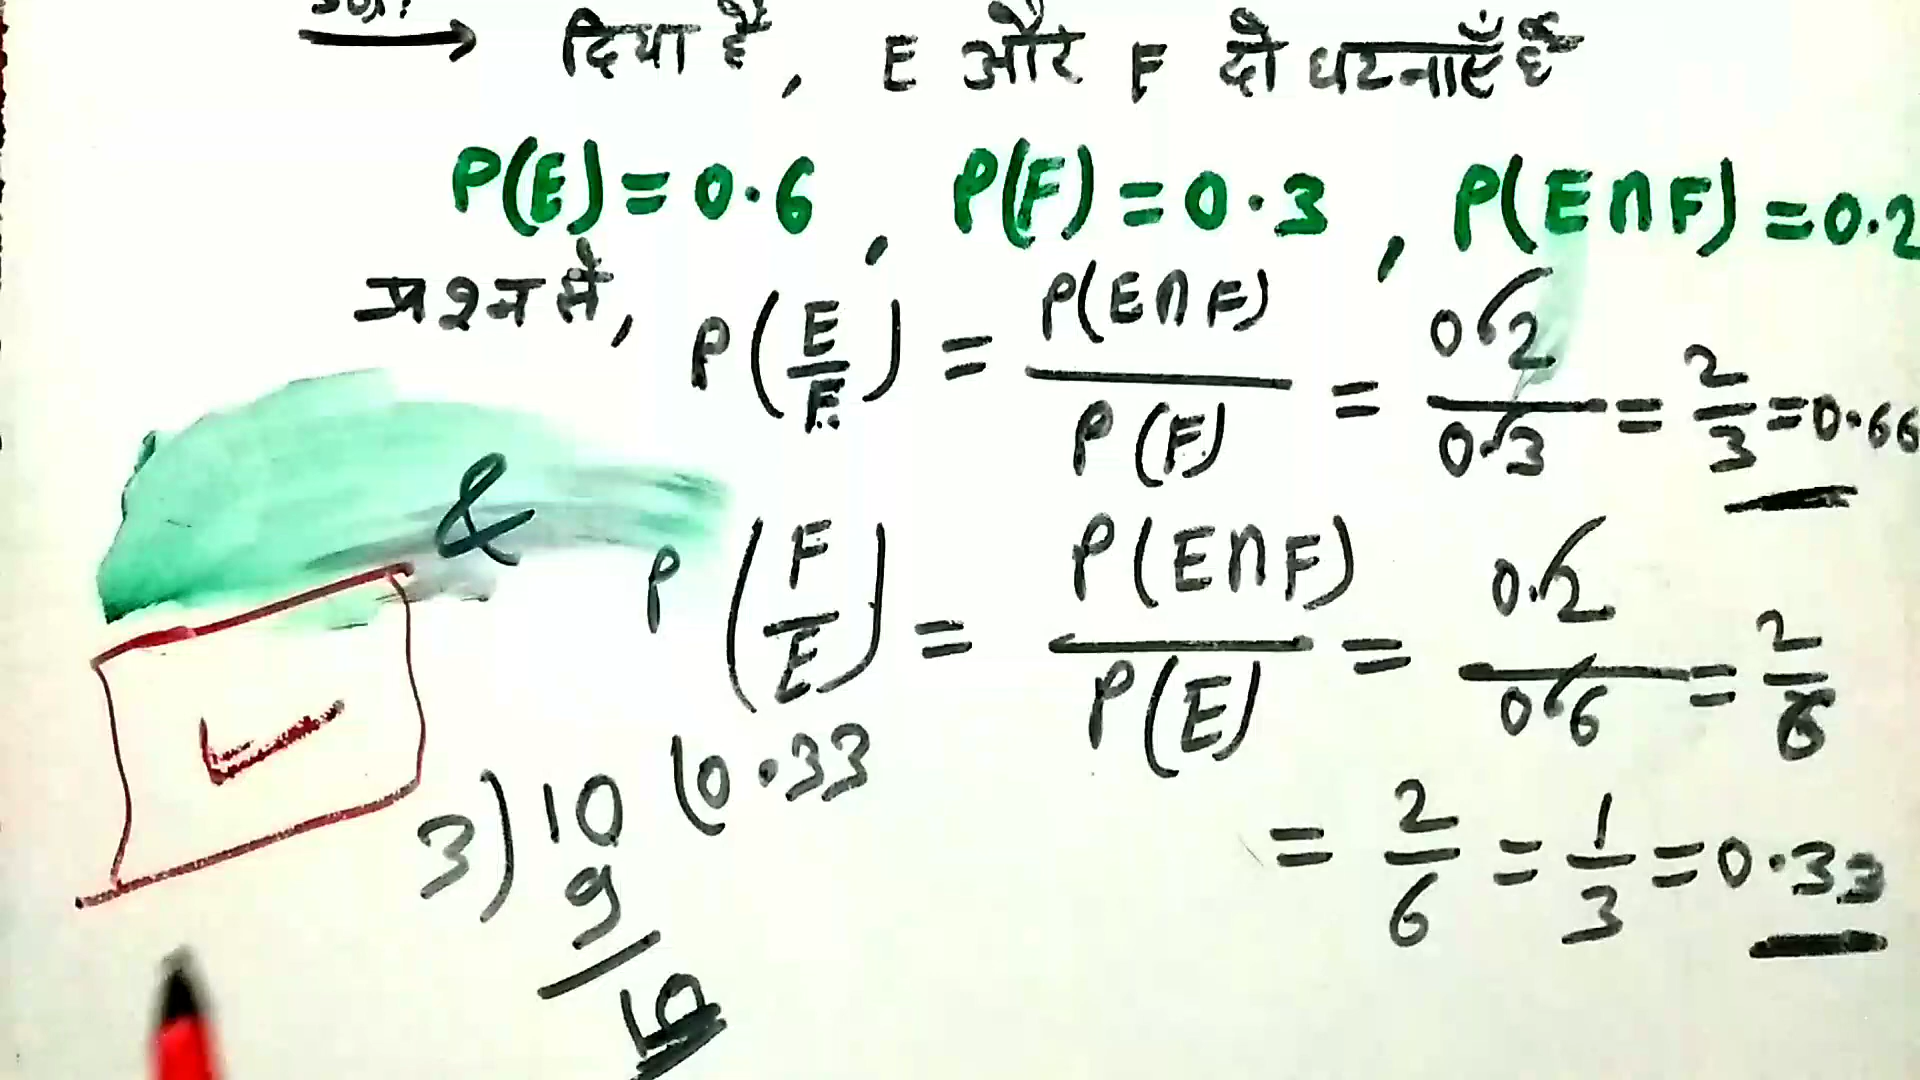 दिया है, E और F दो घटनाएँ हैं
P(E)=0.6, P(F)=0.3, P(E∩F)=0.2
प्रश्न से, P(E/F) = P(E∩F)/P(F) = 0.2/0.3 = 2/3 = 0.66
& P(F/E) = P(E∩F)/P(E) = 0.2/0.6 = 2/6
= 2/6 = 1/3 = 0.33
3)10(0.33
9
10